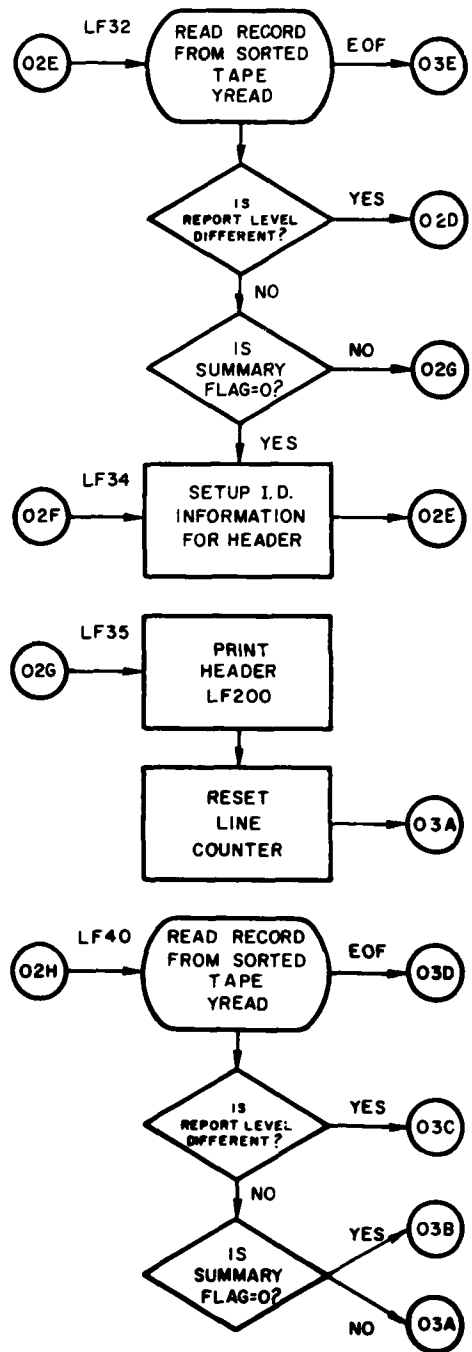 LF32
READ RECORD
FROM SORTED
TAPE
YREAD
02E
EOF
03E
IS
REPORT LEVEL
DIFFERENT?
YES
02D
NO
IS
SUMMARY
FLAG=0?
NO
02G
YES
LF34
02F
SETUP I.D.
INFORMATION
FOR HEADER
02E
LF35
02G
PRINT
HEADER
LF200
RESET
LINE
COUNTER
03A
LF40
02H
READ RECORD
FROM SORTED
TAPE
YREAD
EOF
03D
IS
REPORT LEVEL
DIFFERENT?
YES
03C
NO
IS
SUMMARY
FLAG=0?
YES
03B
NO
03A